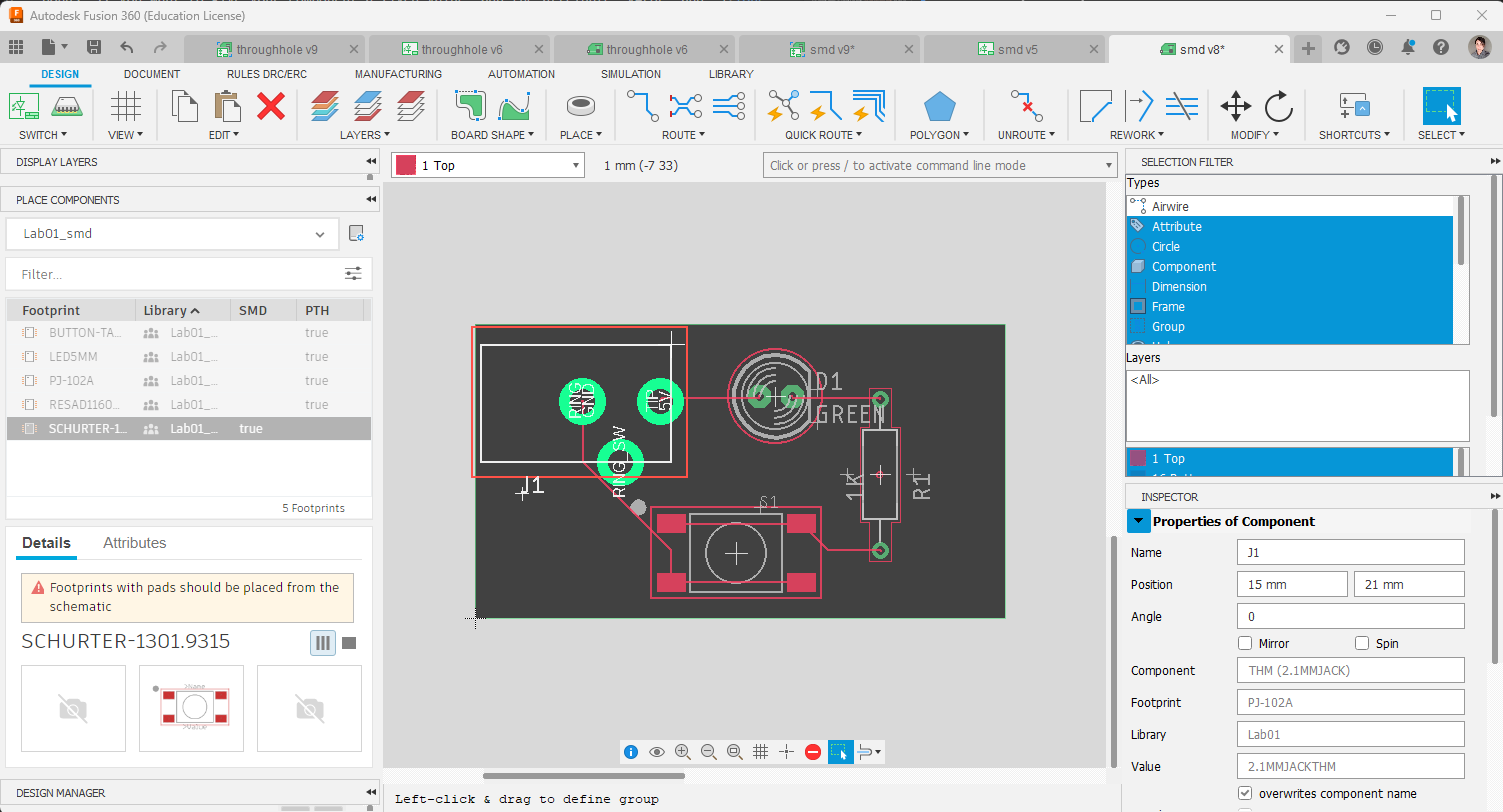 Autodesk Fusion 360 (Education License)
throughhole v9
throughhole v6
throughhole v6
smd v9*
smd v5
smd v8*
DESIGN
DOCUMENT
RULES DRC/ERC
MANUFACTURING
AUTOMATION
SIMULATION
LIBRARY
SWITCH
VIEW
EDIT
LAYERS
BOARD SHAPE
PLACE
ROUTE
QUICK ROUTE
POLYGON
UNROUTE
REWORK
MODIFY
SHORTCUTS
SELECT
DISPLAY LAYERS
1 Top
1 mm (-7 33)
Click or press / to activate command line mode
SELECTION FILTER
PLACE COMPONENTS
Lab01_smd
Filter...
Footprint Library SMD PTH
BUTTON-TA... Lab01_... true
LED5MM Lab01_... true
PJ-102A Lab01_... true
RESAD1160... Lab01_... true
SCHURTER-1... Lab01_... true
5 Footprints
Details
Attributes
Footprints with pads should be placed from the
schematic
SCHURTER-1301.9315
>Name
>Value
DESIGN MANAGER
RING
GND
TIP
5V
RING_SW
J1
D1
GREEN
1K
R1
S1
Left-click & drag to define group
Types
Airwire
Attribute
Circle
Component
Dimension
Frame
Group
Layers
<All>
1 Top
INSPECTOR
Properties of Component
Name J1
Position 15 mm 21 mm
Angle 0
Mirror Spin
Component THM (2.1MMJACK)
Footprint PJ-102A
Library Lab01
Value 2.1MMJACKTHM
overwrites component name